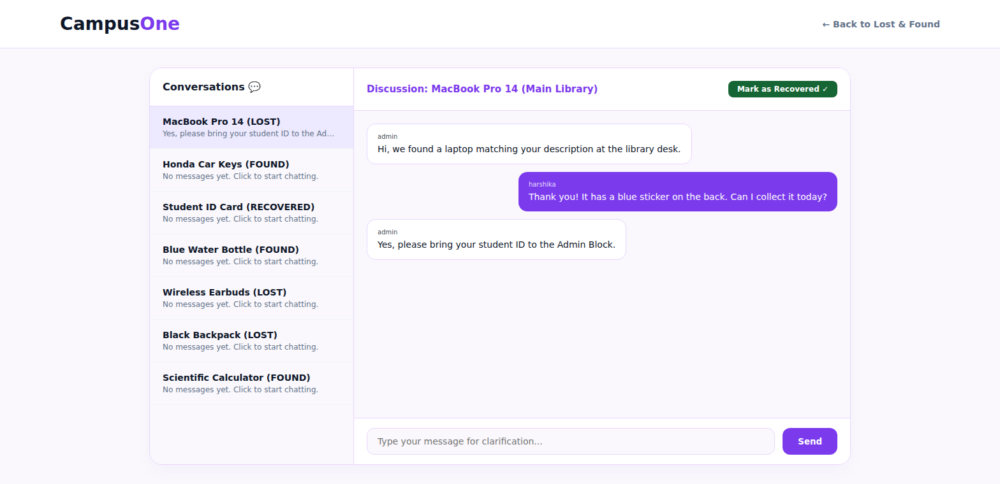 CampusOne
← Back to Lost & Found
Conversations 💬
MacBook Pro 14 (LOST)
Yes, please bring your student ID to the Ad...
Honda Car Keys (FOUND)
No messages yet. Click to start chatting.
Student ID Card (RECOVERED)
No messages yet. Click to start chatting.
Blue Water Bottle (FOUND)
No messages yet. Click to start chatting.
Wireless Earbuds (LOST)
No messages yet. Click to start chatting.
Black Backpack (LOST)
No messages yet. Click to start chatting.
Scientific Calculator (FOUND)
No messages yet. Click to start chatting.
Discussion: MacBook Pro 14 (Main Library)
Mark as Recovered ✓
admin
Hi, we found a laptop matching your description at the library desk.
harshika
Thank you! It has a blue sticker on the back. Can I collect it today?
admin
Yes, please bring your student ID to the Admin Block.
Type your message for clarification...
Send